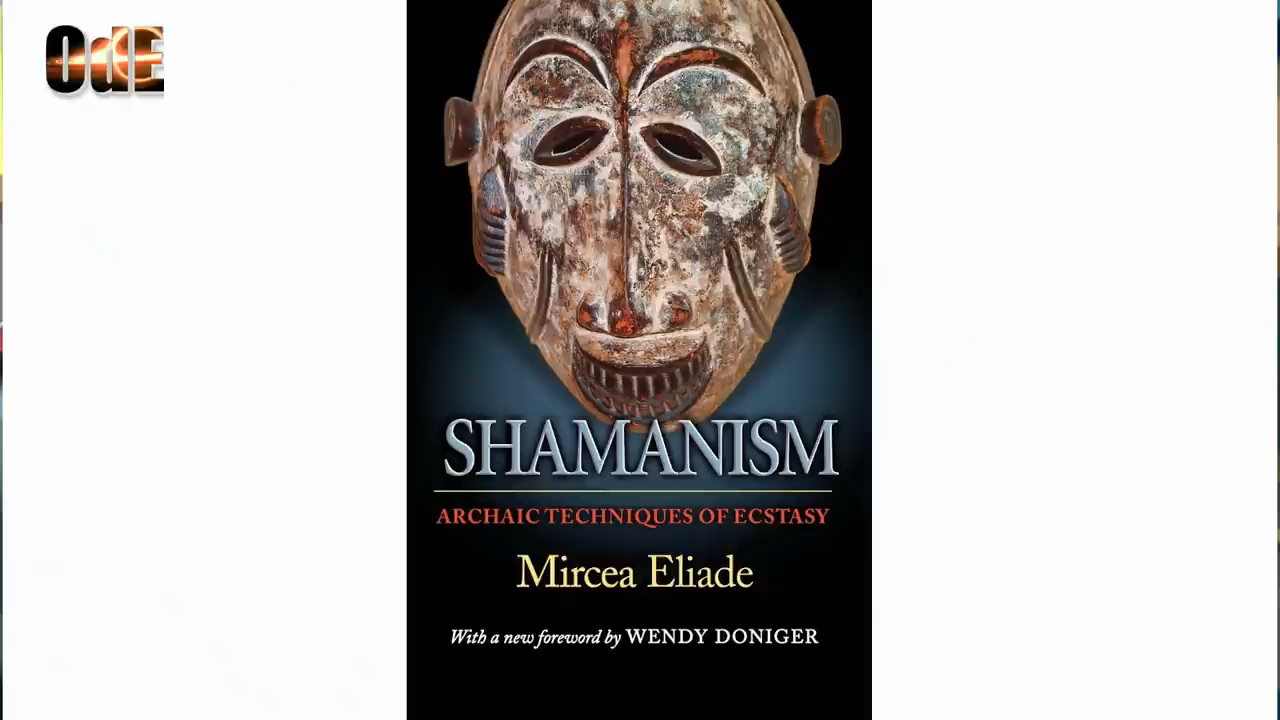 OdE
SHAMANISM
ARCHAIC TECHNIQUES OF ECSTASY
Mircea Eliade
With a new foreword by WENDY DONIGER